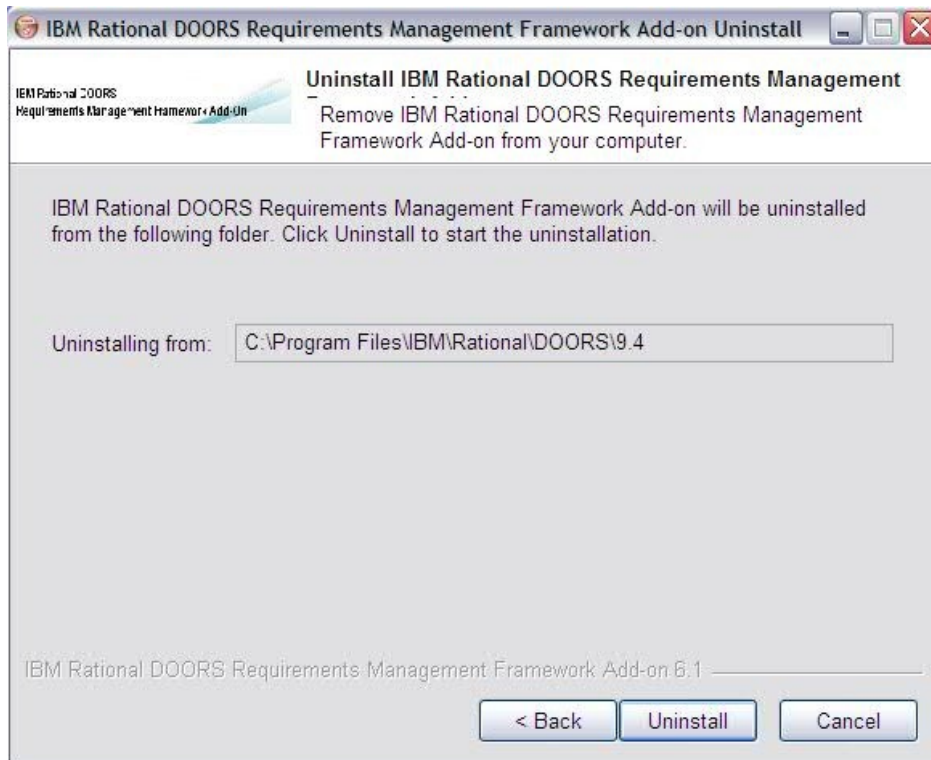 IBM Rational DOORS Requirements Management Framework Add-on Uninstall
IBM Rational DOORS
Requirements Management Framework Add-On
Uninstall IBM Rational DOORS Requirements Management
Remove IBM Rational DOORS Requirements Management
Framework Add-on from your computer.
IBM Rational DOORS Requirements Management Framework Add-on will be uninstalled
from the following folder. Click Uninstall to start the uninstallation.
Uninstalling from: C:\Program Files\IBM\Rational\DOORS\9.4
IBM Rational DOORS Requirements Management Framework Add-on 6.1
< Back Uninstall Cancel